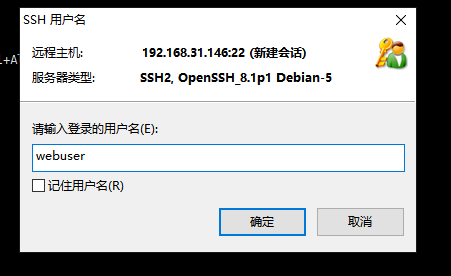 SSH 用户名
远程主机: 192.168.31.146:22 (新建会话)
服务器类型: SSH2, OpenSSH_8.1p1 Debian-5
请输入登录的用户名(E):
webuser
记住用户名(R)
确定 取消